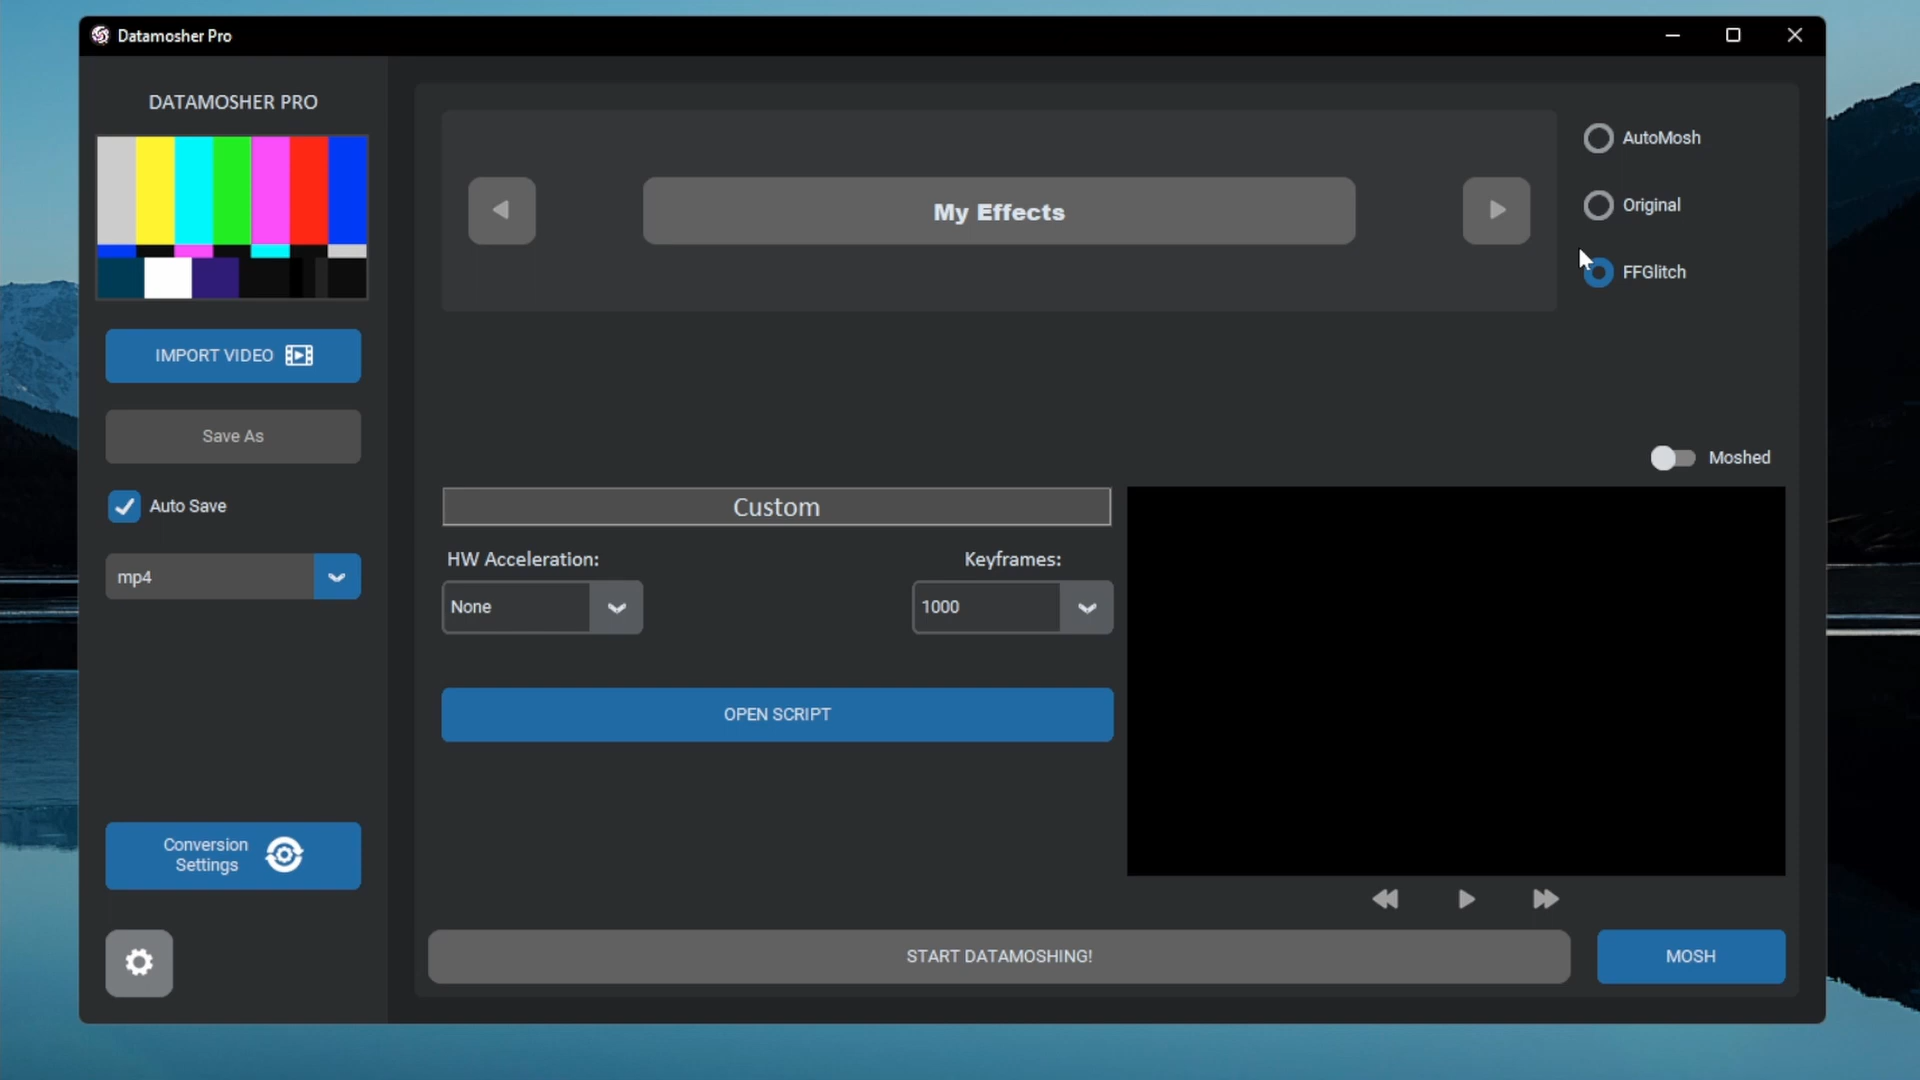 Datamosher Pro
DATAMOSHER PRO
IMPORT VIDEO
Save As
Auto Save
mp4
Conversion
Settings
My Effects
AutoMosh
Original
FFGlitch
Moshed
Custom
HW Acceleration:
Keyframes:
None
1000
OPEN SCRIPT
START DATAMOSHING!
MOSH